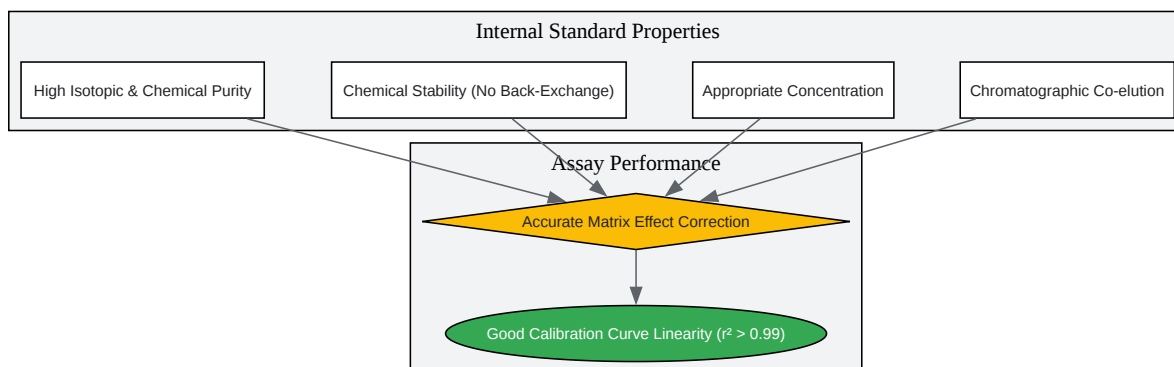 Internal Standard Properties
High Isotopic & Chemical Purity
Chemical Stability (No Back-Exchange)
Appropriate Concentration
Chromatographic Co-elution
Assay Performance
Accurate Matrix Effect Correction
Good Calibration Curve Linearity (r² > 0.99)